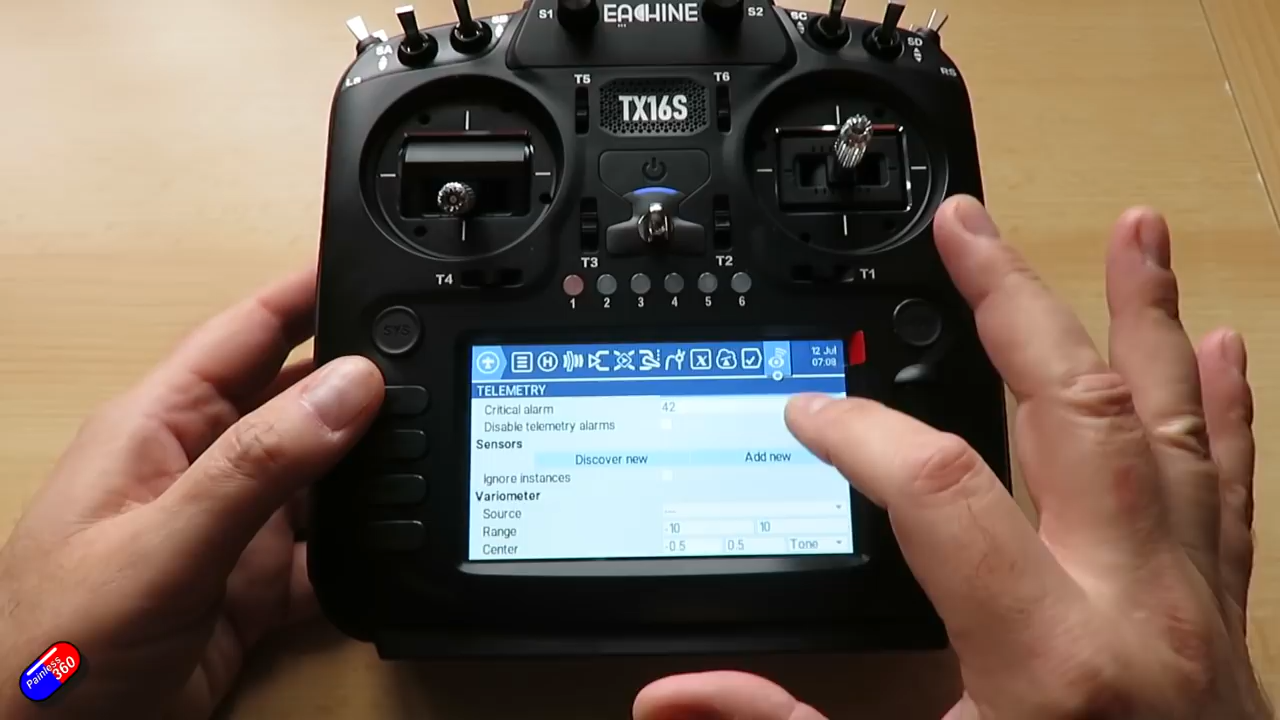 S1 EACHINE S2
SC
SA
SD
RS
T5 T6
TX16S
T3 T2
T4 T1
1 2 3 4 5 6
SYS
12 Jul
07:08
TELEMETRY
Critical alarm 42
Disable telemetry alarms
Sensors
Discover new Add new
Ignore instances
Variometer
Source ---
Range -10 10
Center -0.5 0.5 Tone
Painless
360